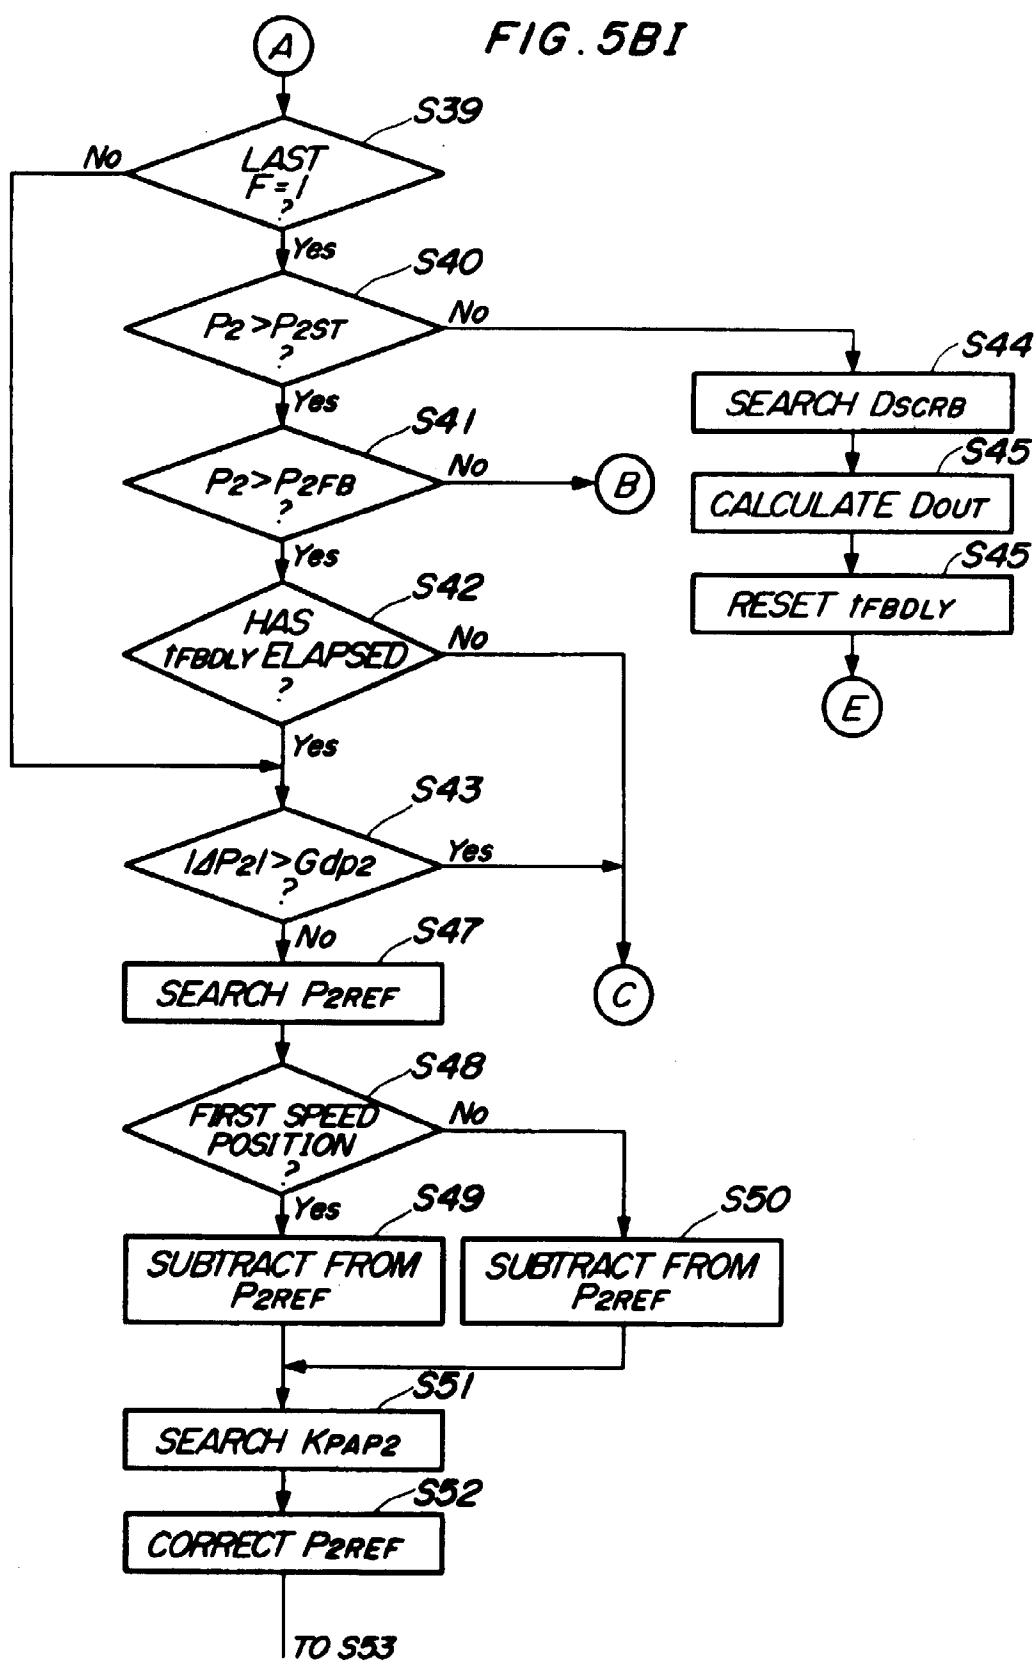 FIG. 5BI
A
S39
No
LAST
F=1
?
Yes
S40
P2>P2ST
?
No
Yes
S44
SEARCH DSCRB
S41
P2>P2FB
?
No
B
S45
CALCULATE DOUT
Yes
S42
HAS
tFBDLY ELAPSED
?
No
S45
RESET tFBDLY
E
Yes
S43
|ΔP2|>Gdp2
?
Yes
No
S47
SEARCH P2REF
C
S48
FIRST SPEED
POSITION
?
No
Yes
S49
SUBTRACT FROM
P2REF
S50
SUBTRACT FROM
P2REF
S51
SEARCH KPAP2
S52
CORRECT P2REF
TO S53